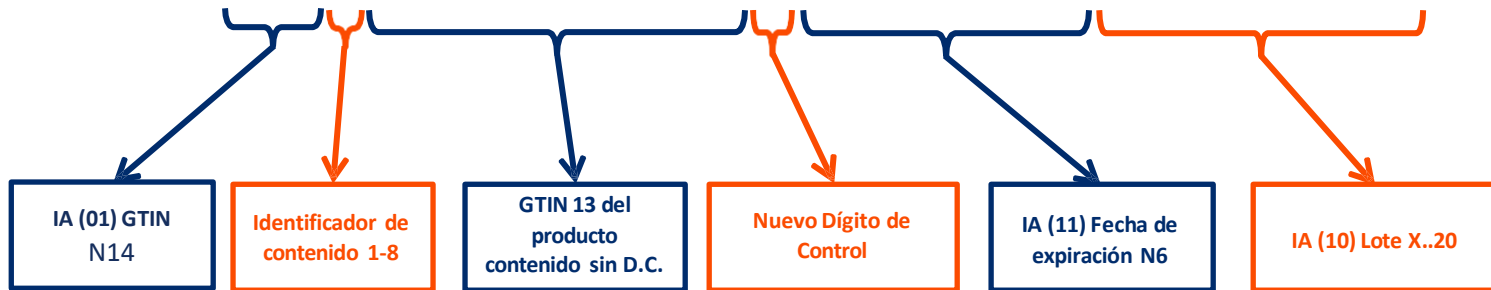 IA (01) GTIN
N14
Identificador de
contenido 1-8
GTIN 13 del
producto
contenido sin D.C.
Nuevo Dígito de
Control
IA (11) Fecha de
expiración N6
IA (10) Lote X..20